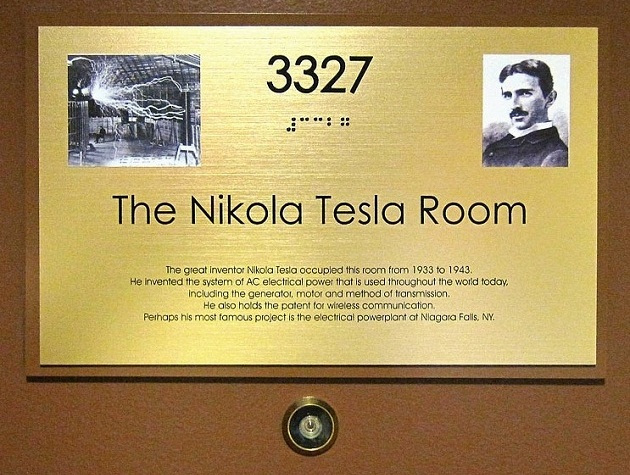 3327
⠼⠉⠉⠃⠛
The Nikola Tesla Room
The great inventor Nikola Tesla occupied this room from 1933 to 1943.
He invented the system of AC electrical power that is used throughout the world today,
including the generator, motor and method of transmission.
He also holds the patent for wireless communication.
Perhaps his most famous project is the electrical powerplant at Niagara Falls, NY.